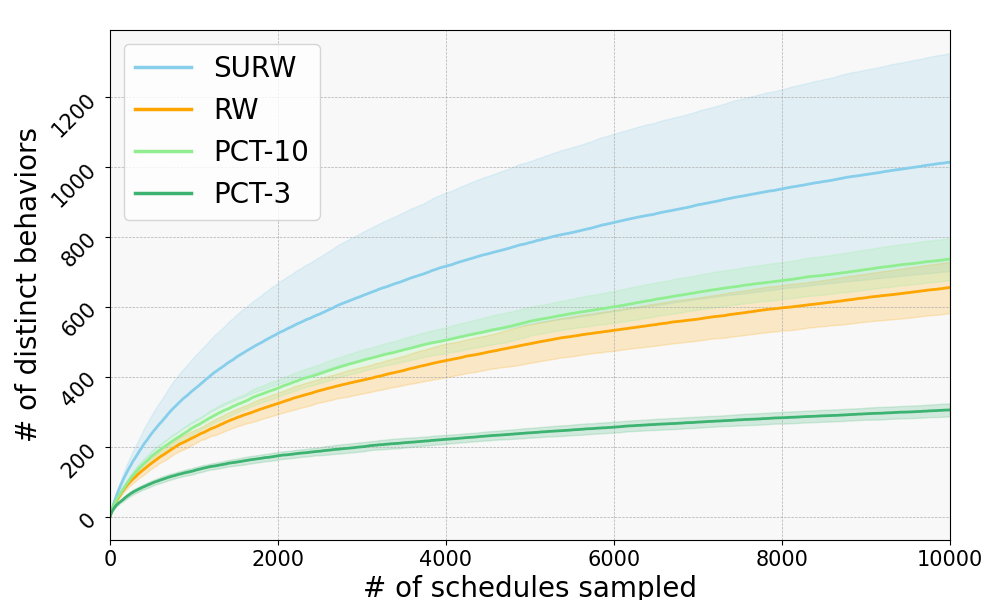 SURW
RW
PCT-10
PCT-3
# of distinct behaviors
1200
1000
800
600
400
200
0
0 2000 4000 6000 8000 10000
# of schedules sampled